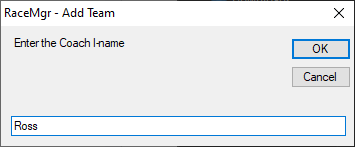 RaceMgr - Add Team
Enter the Coach l-name
OK
Cancel
Ross